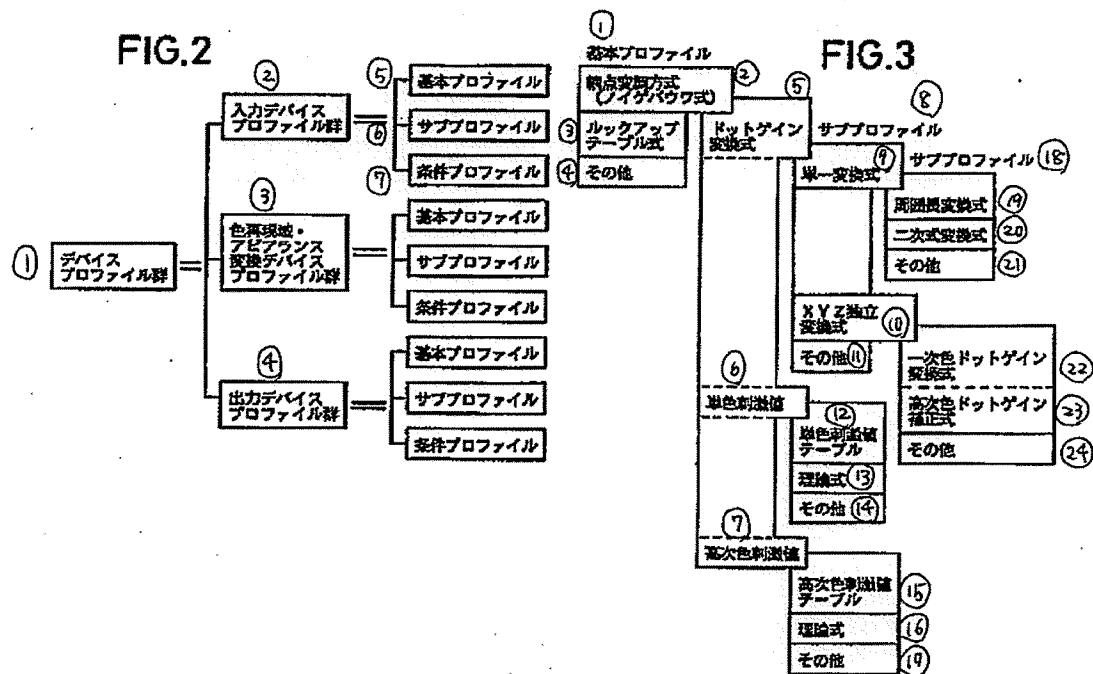 FIG.2
①
デバイス
プロファイル群
②
入力デバイス
プロファイル群
③
色再現域・
アピアランス
変換デバイス
プロファイル群
④
出力デバイス
プロファイル群
⑤
基本プロファイル
⑥
サブプロファイル
⑦
条件プロファイル
基本プロファイル
サブプロファイル
条件プロファイル
基本プロファイル
サブプロファイル
条件プロファイル
FIG.3
①
基本プロファイル
②
網点変調方式
(ノイゲバウワ式)
③
ルックアップ
テーブル式
④
その他
⑤
ドットゲイン
変換式
⑥
単色刺激値
⑦
高次色刺激値
⑧
サブプロファイル
⑨
単一変換式
XYZ独立
変換式
⑩
その他
⑪
⑫
単色刺激値
テーブル
理論式
⑬
その他
⑭
高次色刺激値
テーブル
⑮
理論式
⑯
その他
⑲
サブプロファイル
⑱
周囲長変換式
⑲
二次式変換式
⑳
その他
㉑
一次色ドットゲイン
変換式
㉒
高次色ドットゲイン
補正式
㉓
その他
㉔